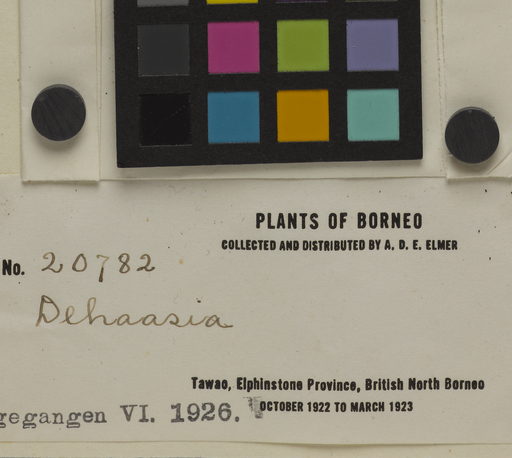 PLANTS OF BORNEO
COLLECTED AND DISTRIBUTED BY A. D. E. ELMER
No. 20782
Dehaasia
Tawao, Elphinstone Province, British North Borneo
OCTOBER 1922 TO MARCH 1923
gegangen VI. 1926.